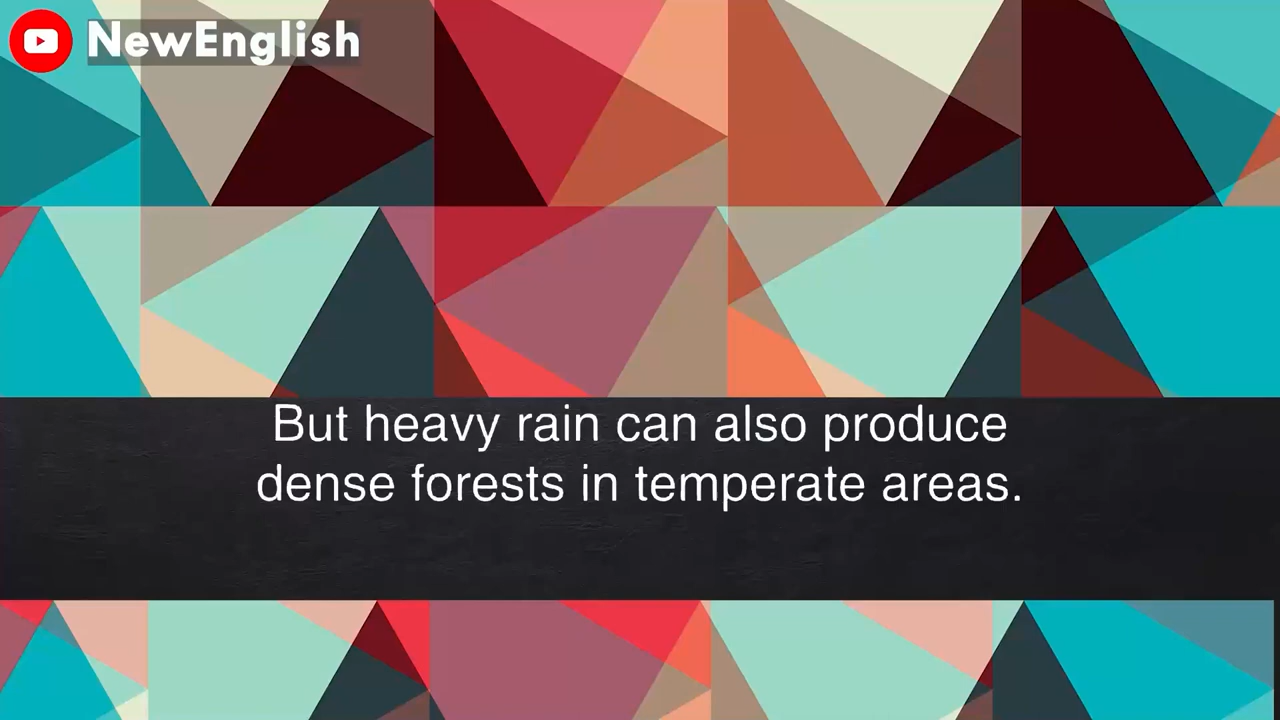 NewEnglish
But heavy rain can also produce
dense forests in temperate areas.